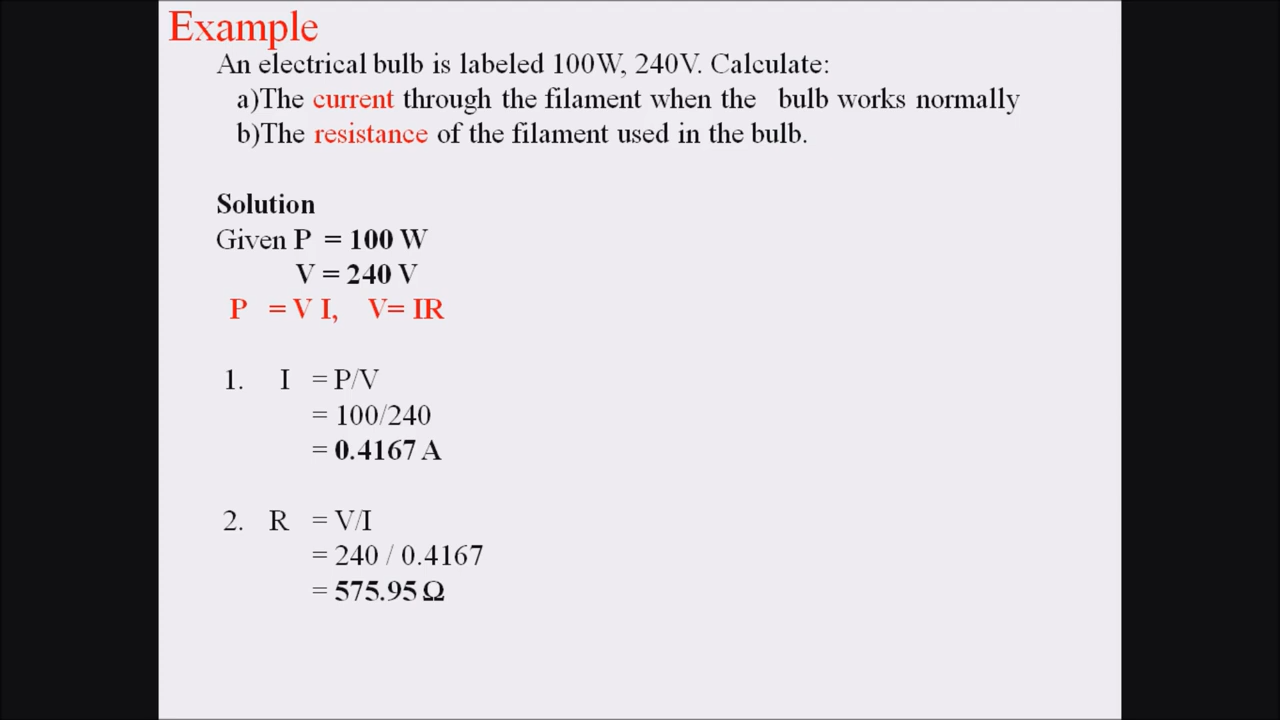 Example
An electrical bulb is labeled 100W, 240V. Calculate:
a)The current through the filament when the bulb works normally
b)The resistance of the filament used in the bulb.
Solution
Given P = 100 W
V = 240 V
P = V I, V= IR
1. I = P/V
= 100/240
= 0.4167 A
2. R = V/I
= 240 / 0.4167
= 575.95 Ω